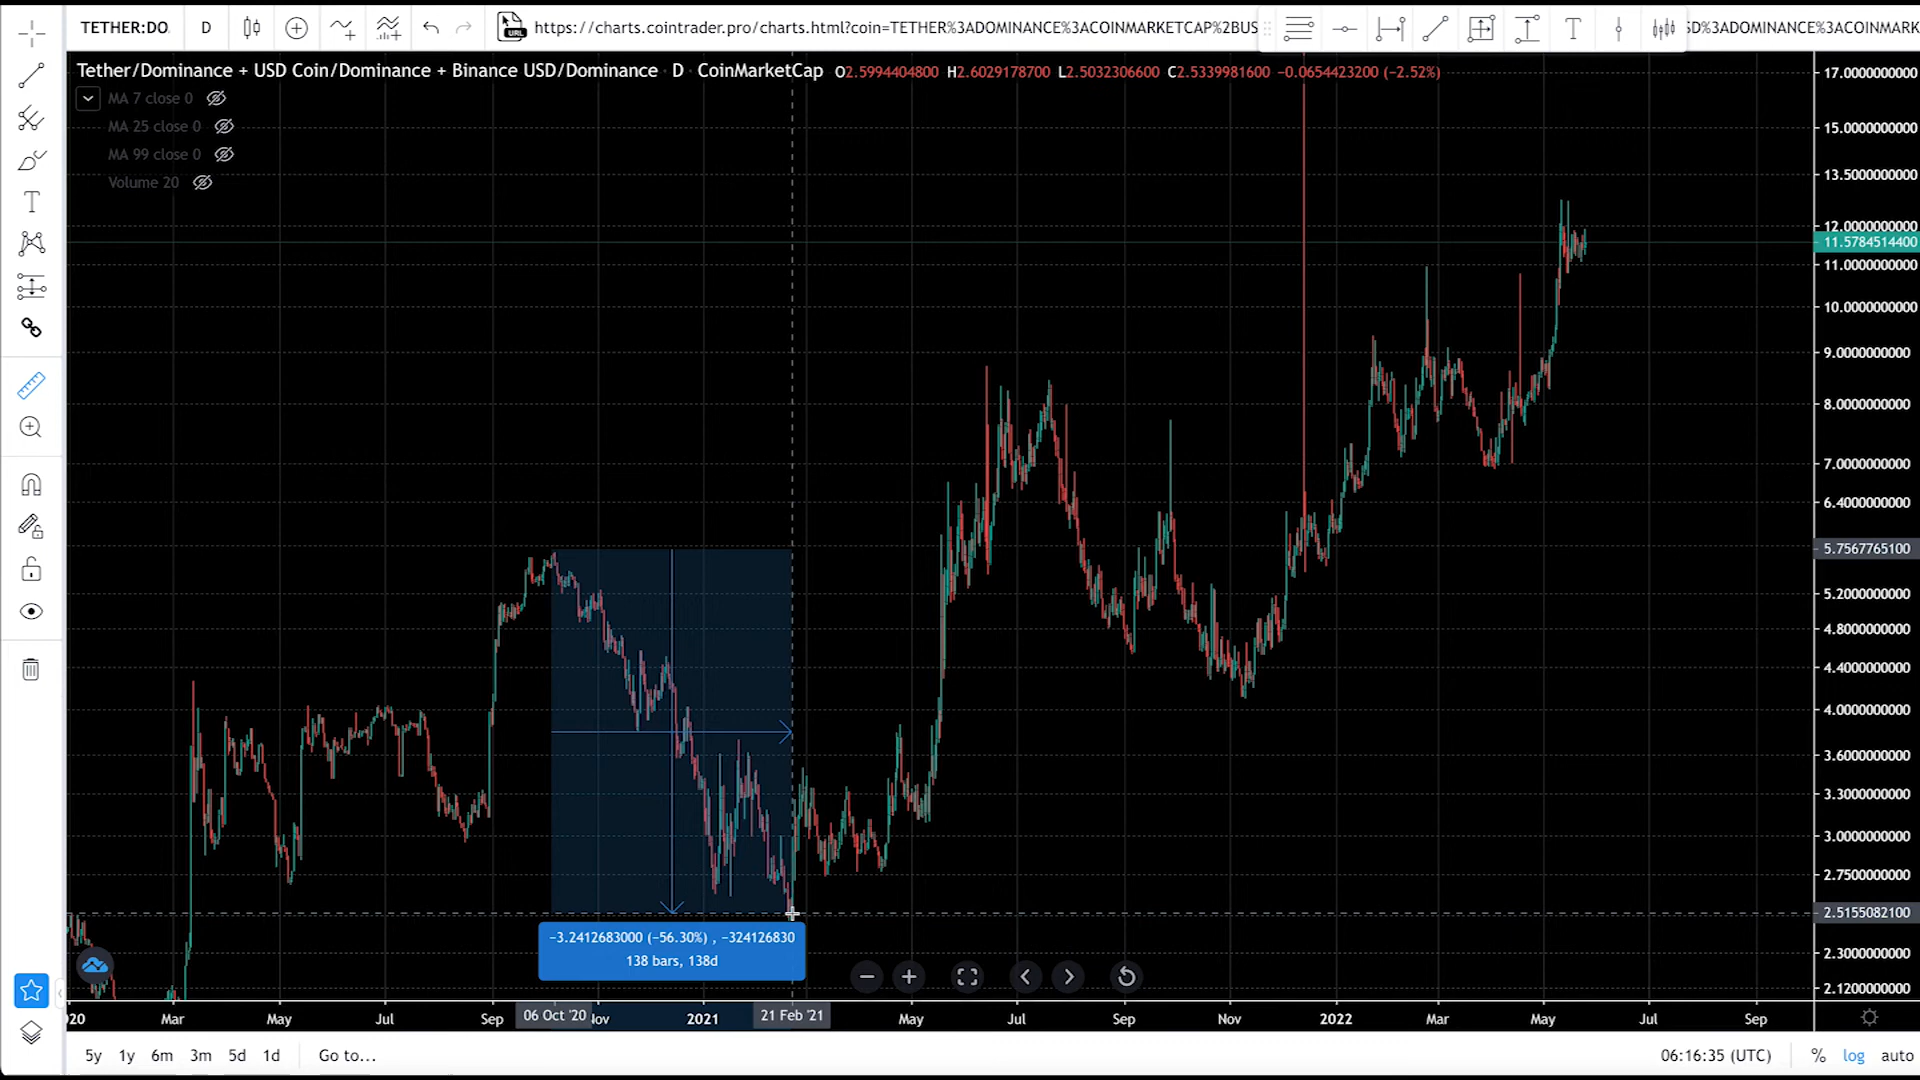 TETHER:DO
D
URL
https://charts.cointrader.pro/charts.html?coin=TETHER%3ADOMINANCE%3ACOINMARKETCAP%2BUS
SD%3ADOMINANCE%3ACOINMARK
Tether/Dominance + USD Coin/Dominance + Binance USD/Dominance D CoinMarketCap O2.5994404800 H2.6029178700 L2.5032306600 C2.5339981600 −0.0654423200 (−2.52%)
MA 7 close 0
MA 25 close 0
MA 99 close 0
Volume 20
17.0000000000
15.0000000000
13.5000000000
12.0000000000
11.5784514400
11.0000000000
10.0000000000
9.0000000000
8.0000000000
7.0000000000
6.4000000000
5.7567765100
5.2000000000
4.8000000000
4.4000000000
4.0000000000
3.6000000000
3.3000000000
3.0000000000
2.7500000000
2.5155082100
2.3000000000
2.1200000000
−3.2412683000 (−56.30%) , −324126830
138 bars, 138d
020 Mar May Jul Sep 06 Oct '20 Nov 2021 21 Feb '21 May Jul Sep Nov 2022 Mar May Jul Sep
5y 1y 6m 3m 5d 1d Go to... 06:16:35 (UTC) % log auto